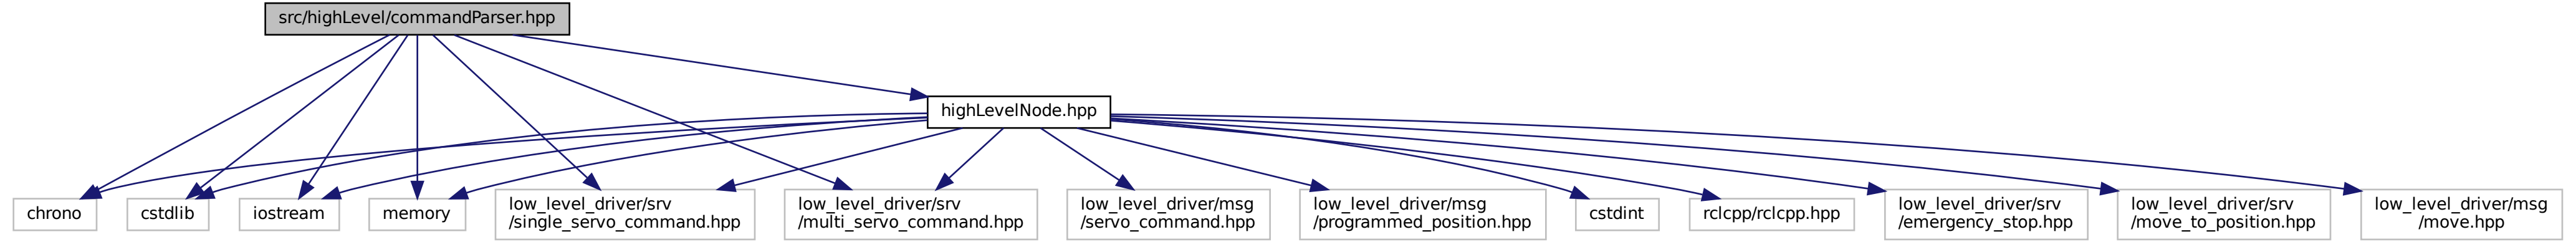 src/highLevel/commandParser.hpp
highLevelNode.hpp
chrono
cstdlib
iostream
memory
low_level_driver/srv
/single_servo_command.hpp
low_level_driver/srv
/multi_servo_command.hpp
low_level_driver/msg
/servo_command.hpp
low_level_driver/msg
/programmed_position.hpp
cstdint
rclcpp/rclcpp.hpp
low_level_driver/srv
/emergency_stop.hpp
low_level_driver/srv
/move_to_position.hpp
low_level_driver/msg
/move.hpp